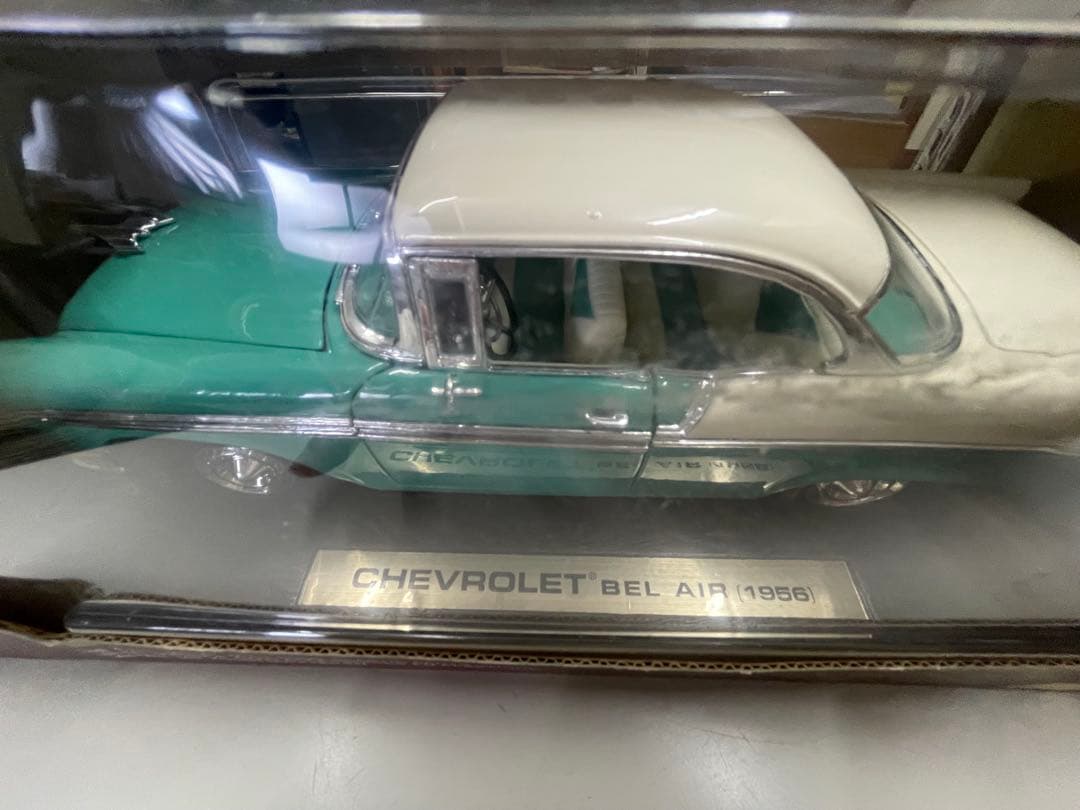 CHEVROLET® BEL AIR (1956)